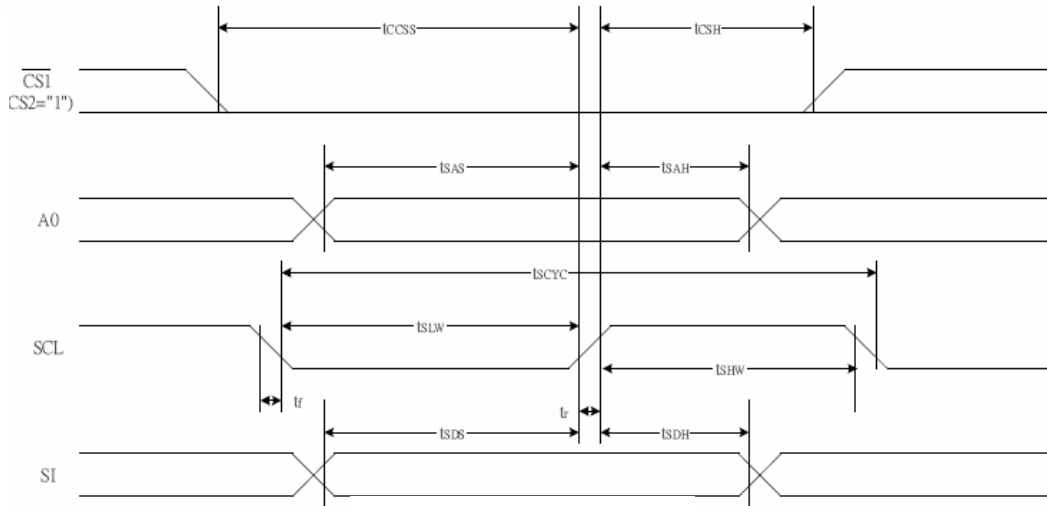 tCCSS
tCSH
CS1
CS2="1")
tSAS
tSAH
A0
tSCYC
tSLW
SCL
tSHW
tf
tr
tSDS
tSDH
SI